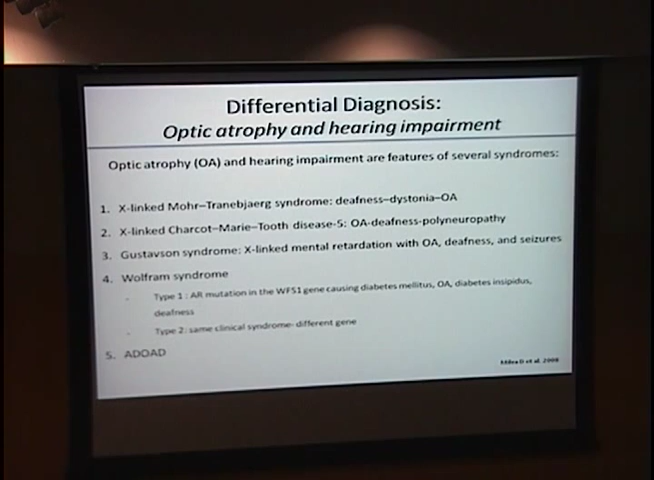 Differential Diagnosis:
Optic atrophy and hearing impairment
Optic atrophy (OA) and hearing impairment are features of several syndromes:
1. X-linked Mohr–Tranebjaerg syndrome: deafness–dystonia–OA
2. X-linked Charcot–Marie–Tooth disease-5: OA-deafness-polyneuropathy
3. Gustavson syndrome: X-linked mental retardation with OA, deafness, and seizures
4. Wolfram syndrome
- Type 1 : AR mutation in the WFS1 gene causing diabetes mellitus, OA, diabetes insipidus,
deafness
- Type 2: same clinical syndrome- different gene
5. ADOAD
et al. 2008